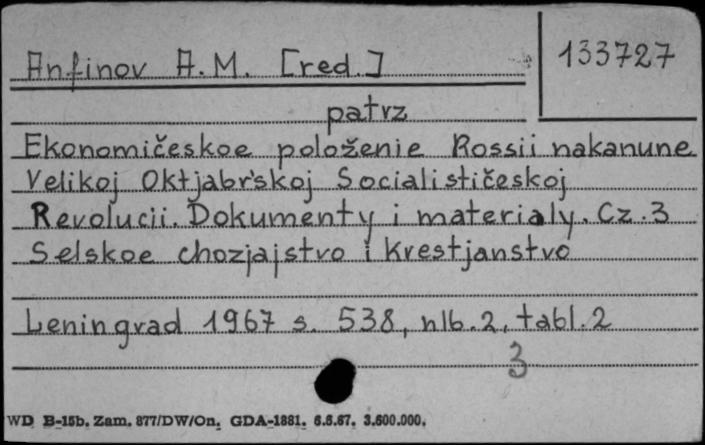 Anfinov A.M. [red.]
133727
patrz
Ekonomičeskoe położenie Rossii nakanune
Velikoj Oktjabr'skoj Socialističeskoj
Revolucii. Dokumenty i materialy. Cz.3
Selskoe chozjajstvo i Krestjanstvo
Leningrad 1967 s. 538, nlb.2, tabl.2
3
WD B-15b. Zam. 877/DW/On. GDA-1881. 6.6.67. 3.600.000.